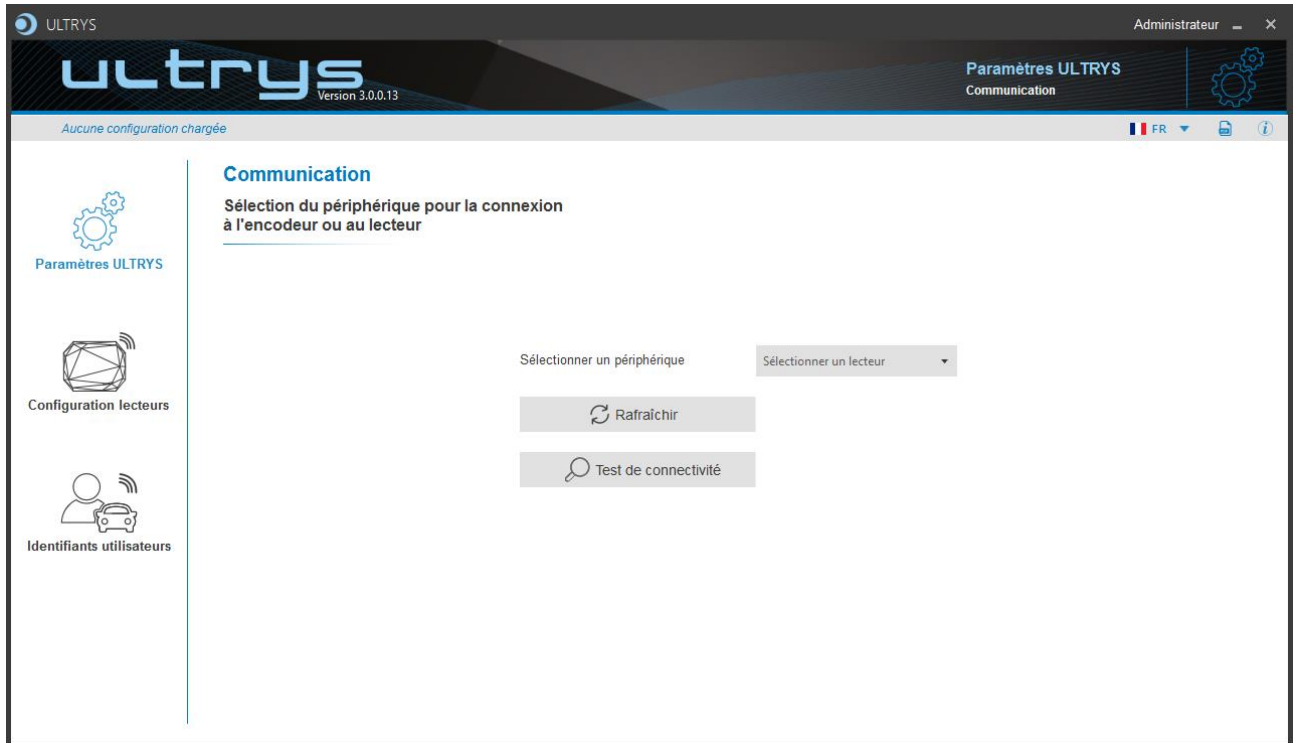 ULTRYS
Administrateur
ultrys
Version 3.0.0.13
Paramètres ULTRYS
Communication
Aucune configuration chargée
FR
Communication
Sélection du périphérique pour la connexion
à l'encodeur ou au lecteur
Paramètres ULTRYS
Sélectionner un périphérique
Sélectionner un lecteur
Configuration lecteurs
Rafraîchir
Test de connectivité
Identifiants utilisateurs